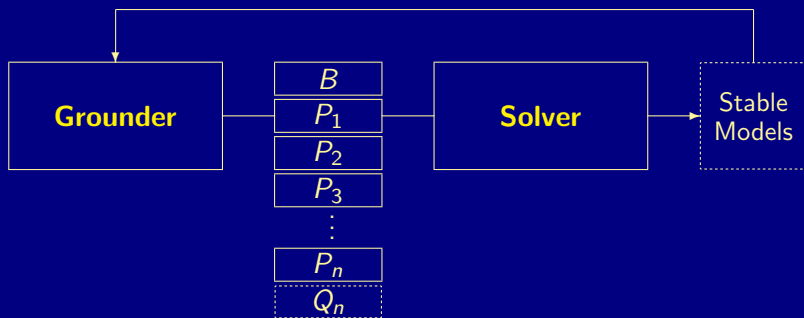 Grounder
B
P₁
P₂
P₃
⋮
Pₙ
Qₙ
Solver
Stable
Models